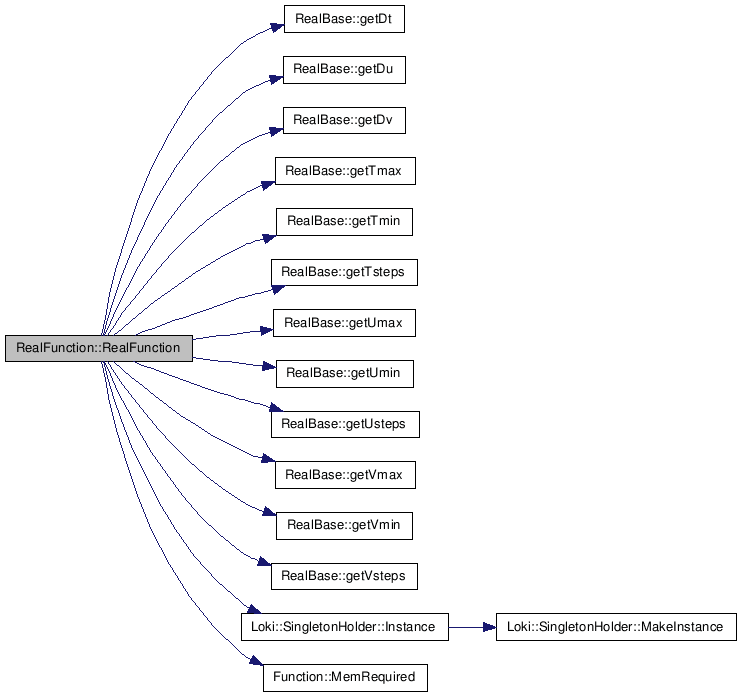 RealBase::getDt
RealBase::getDu
RealBase::getDv
RealBase::getTmax
RealBase::getTmin
RealBase::getTsteps
RealBase::getUmax
RealFunction::RealFunction
RealBase::getUmin
RealBase::getUsteps
RealBase::getVmax
RealBase::getVmin
RealBase::getVsteps
Loki::SingletonHolder::Instance
Loki::SingletonHolder::MakeInstance
Function::MemRequired